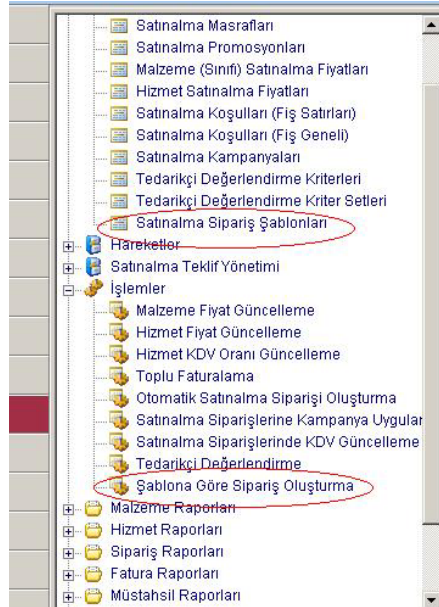 Satınalma Masrafları
Satınalma Promosyonları
Malzeme (Sınıfı) Satınalma Fiyatları
Hizmet Satınalma Fiyatları
Satınalma Koşulları (Fiş Satırları)
Satınalma Koşulları (Fiş Geneli)
Satınalma Kampanyaları
Tedarikçi Değerlendirme Kriterleri
Tedarikçi Değerlendirme Kriter Setleri
Satınalma Sipariş Şablonları
Hareketler
Satınalma Teklif Yönetimi
İşlemler
Malzeme Fiyat Güncelleme
Hizmet Fiyat Güncelleme
Hizmet KDV Oranı Güncelleme
Toplu Faturalama
Otomatik Satınalma Siparişi Oluşturma
Satınalma Siparişlerine Kampanya Uygular
Satınalma Siparişlerinde KDV Güncelleme
Tedarikçi Değerlendirme
Şablona Göre Sipariş Oluşturma
Malzeme Raporları
Hizmet Raporları
Sipariş Raporları
Fatura Raporları
Müstahsil Raporları